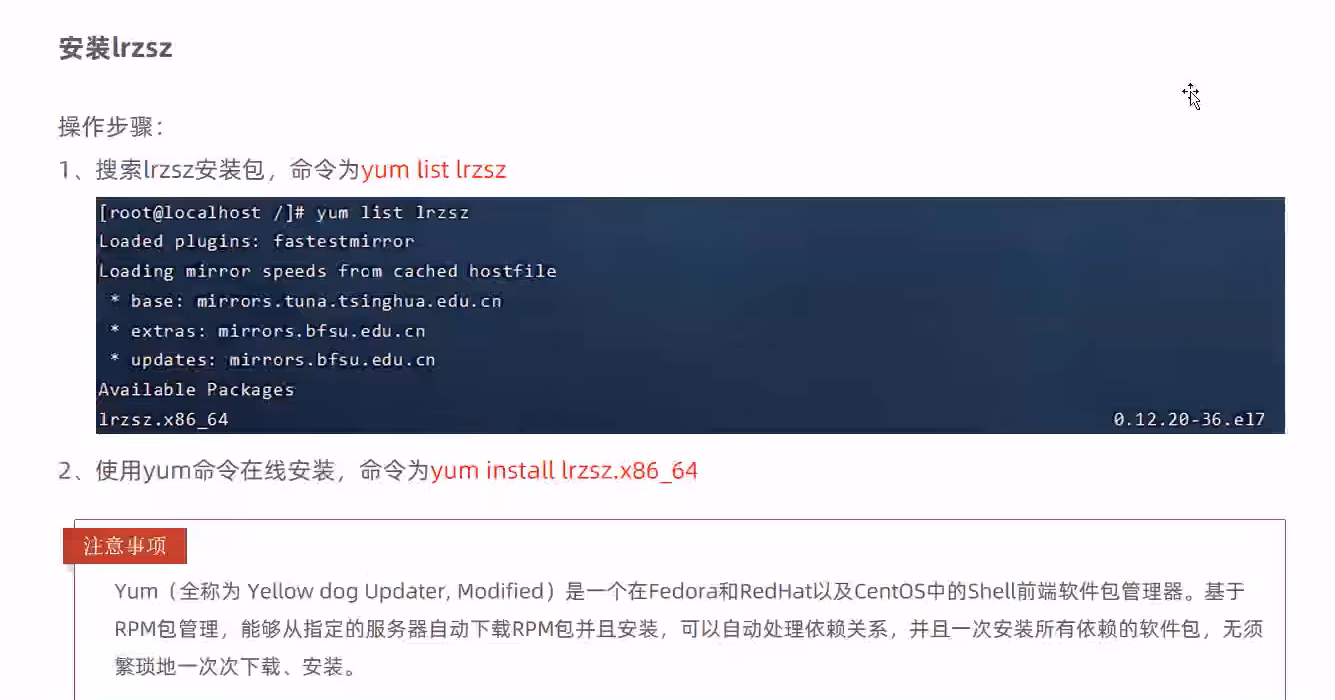 安装lrzsz
操作步骤：
1、搜索lrzsz安装包，命令为yum list lrzsz
[root@localhost /]# yum list lrzsz
Loaded plugins: fastestmirror
Loading mirror speeds from cached hostfile
* base: mirrors.tuna.tsinghua.edu.cn
* extras: mirrors.bfsu.edu.cn
* updates: mirrors.bfsu.edu.cn
Available Packages
lrzsz.x86_64 0.12.20-36.el7
2、使用yum命令在线安装，命令为yum install lrzsz.x86_64
注意事项
Yum（全称为 Yellow dog Updater, Modified）是一个在Fedora和RedHat以及CentOS中的Shell前端软件包管理器。基于
RPM包管理，能够从指定的服务器自动下载RPM包并且安装，可以自动处理依赖关系，并且一次安装所有依赖的软件包，无须
繁琐地一次次下载、安装。